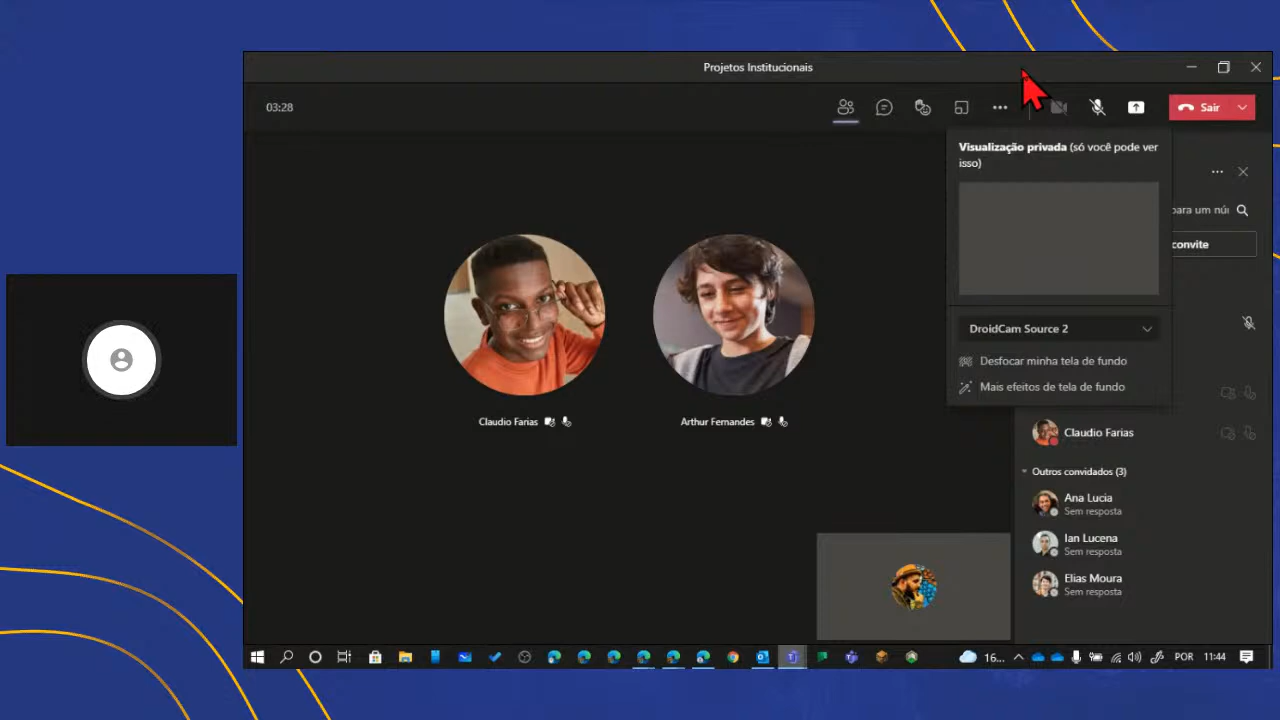 Projetos Institucionais
03:28
Sair
Visualização privada (só você pode ver
isso)
para um nú
convite
DroidCam Source 2
Desfocar minha tela de fundo
Mais efeitos de tela de fundo
Claudio Farias
Arthur Fernandes
Claudio Farias
Outros convidados (3)
Ana Lucia
Sem resposta
Ian Lucena
Sem resposta
Elias Moura
Sem resposta
16...
POR
11:44